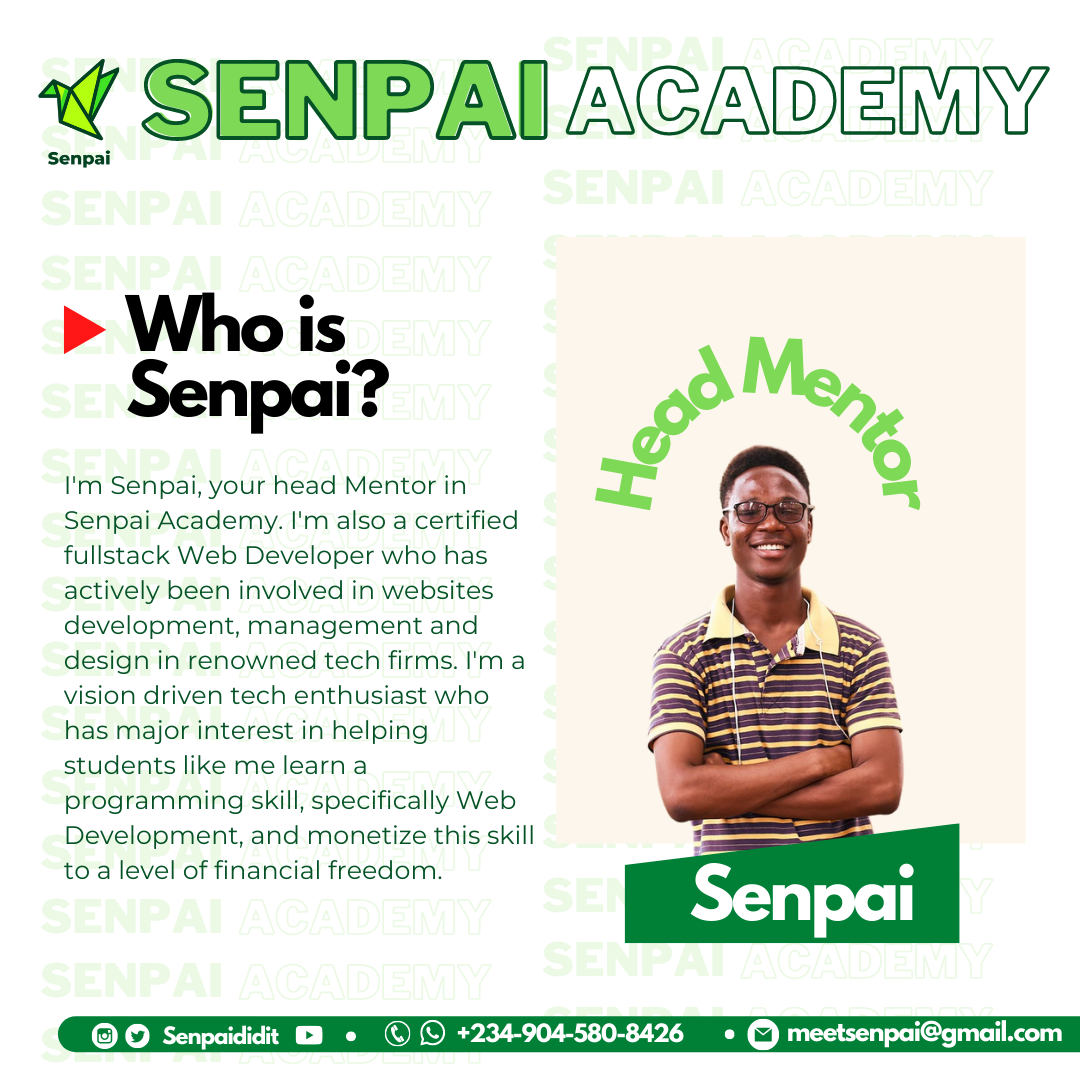 SENPAI ACADEMY
Senpai
Who is
Senpai?
I'm Senpai, your head Mentor in
Senpai Academy. I'm also a certified
fullstack Web Developer who has
actively been involved in websites
development, management and
design in renowned tech firms. I'm a
vision driven tech enthusiast who
has major interest in helping
students like me learn a
programming skill, specifically Web
Development, and monetize this skill
to a level of financial freedom.
Head Mentor
Senpai
Senpaididit • +234-904-580-8426 • meetsenpai@gmail.com